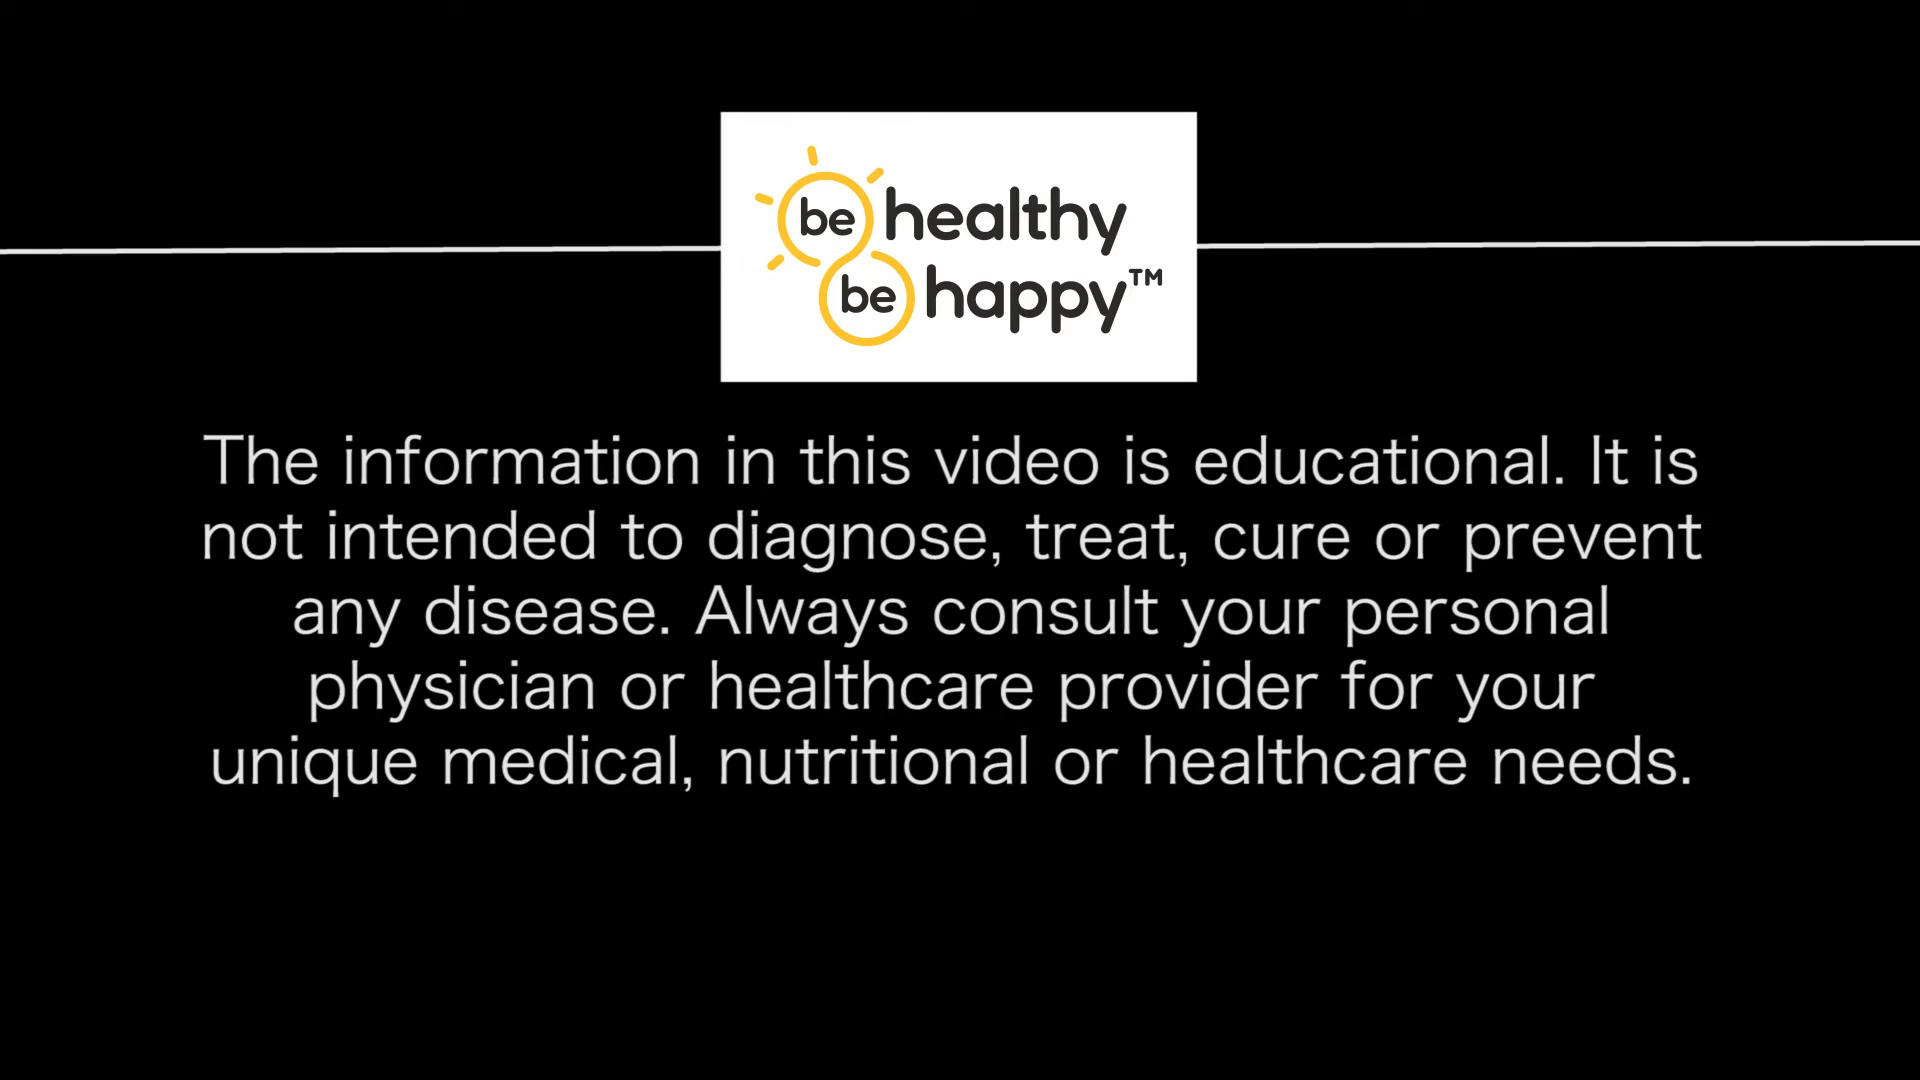 be healthy
be happy™
The information in this video is educational. It is
not intended to diagnose, treat, cure or prevent
any disease. Always consult your personal
physician or healthcare provider for your
unique medical, nutritional or healthcare needs.